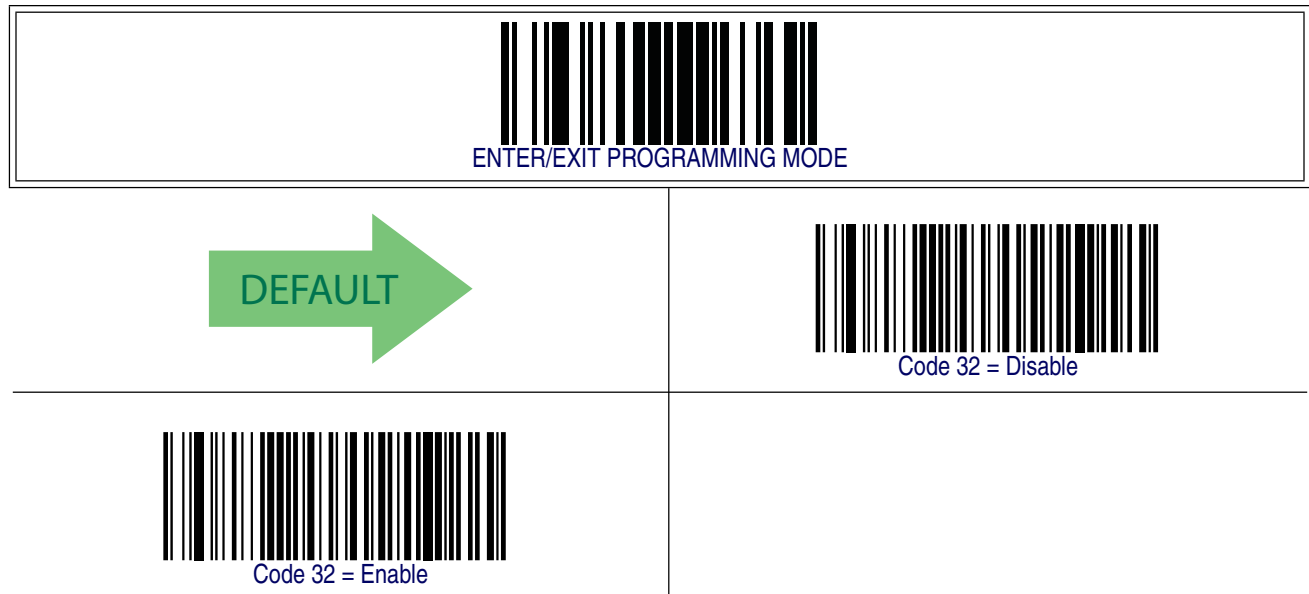 ENTER/EXIT PROGRAMMING MODE
DEFAULT
Code 32 = Disable
Code 32 = Enable